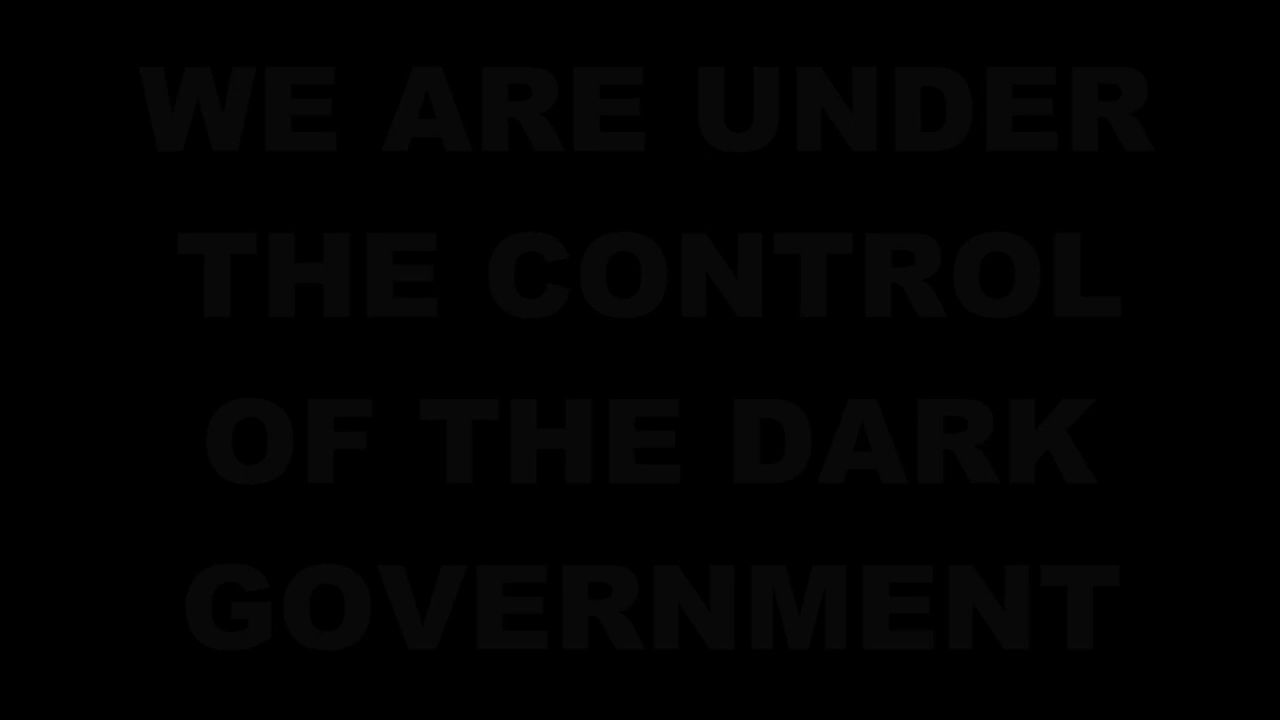 WE ARE UNDER
THE CONTROL
OF THE DARK
GOVERNMENT